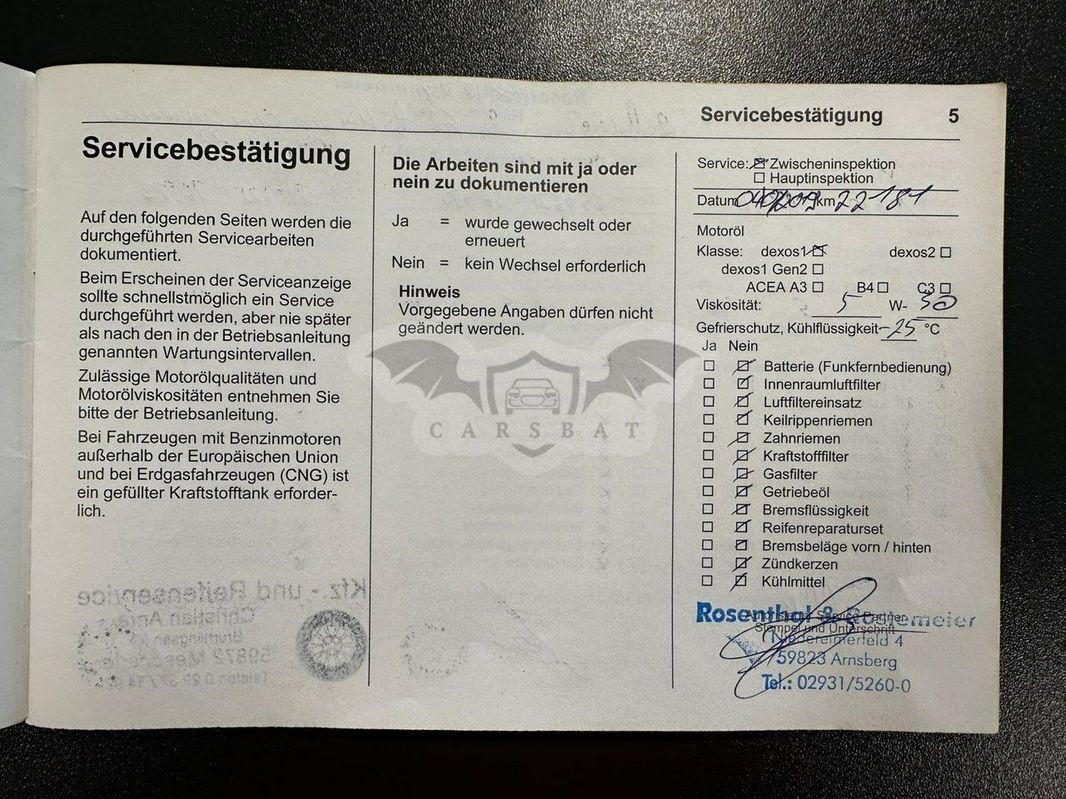 Servicebestätigung 5
Servicebestätigung
Auf den folgenden Seiten werden die
durchgeführten Servicearbeiten
dokumentiert.
Beim Erscheinen der Serviceanzeige
sollte schnellstmöglich ein Service
durchgeführt werden, aber nie später
als nach den in der Betriebsanleitung
genannten Wartungsintervallen.
Zulässige Motorölqualitäten und
Motorölviskositäten entnehmen Sie
bitte der Betriebsanleitung.
Bei Fahrzeugen mit Benzinmotoren
außerhalb der Europäischen Union
und bei Erdgasfahrzeugen (CNG) ist
ein gefüllter Kraftstofftank erforder-
lich.
Kfz.- und Reifenservice
Christian
59872
Die Arbeiten sind mit ja oder
nein zu dokumentieren
Ja = wurde gewechselt oder
erneuert
Nein = kein Wechsel erforderlich
Hinweis
Vorgegebene Angaben dürfen nicht
geändert werden.
CARSBAT
Service: Zwischeninspektion
Hauptinspektion
Datum km 22181
Motoröl
Klasse: dexos1 dexos2
dexos1 Gen2
ACEA A3 B4 C3
Viskosität: 5 W- 30
Gefrierschutz, Kühlflüssigkeit -25 °C
Ja Nein
Batterie (Funkfernbedienung)
Innenraumluftfilter
Luftfiltereinsatz
Keilrippenriemen
Zahnriemen
Kraftstofffilter
Gasfilter
Getriebeöl
Bremsflüssigkeit
Reifenreparaturset
Bremsbeläge vorn / hinten
Zündkerzen
Kühlmittel
Rosenthal &
Stempel und Unterschrift
59823 Arnsberg
Tel.: 02931/5260-0